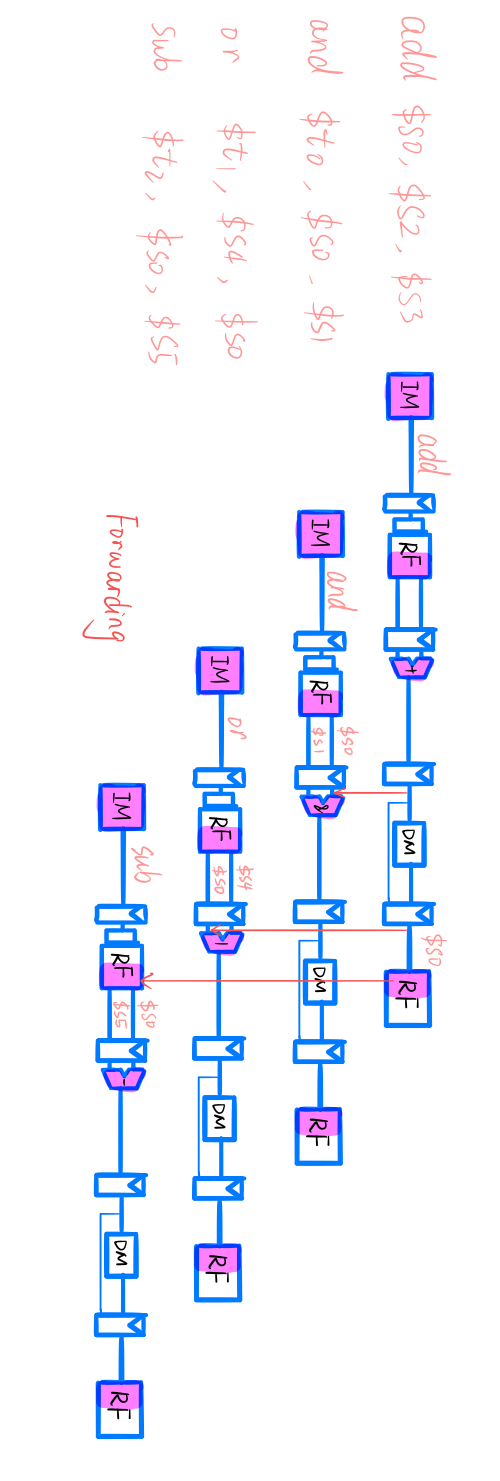 add $s0, $s2, $s3
and $t0, $s0, $s1
or $t1, $s4, $s0
sub $t2, $s0, $s5
IM add RF + DM $s0 RF
IM and RF $s0 $s1 & DM RF
IM or RF $s4 $s0 | DM RF
IM sub RF $s0 $s5 - DM RF
Forwarding